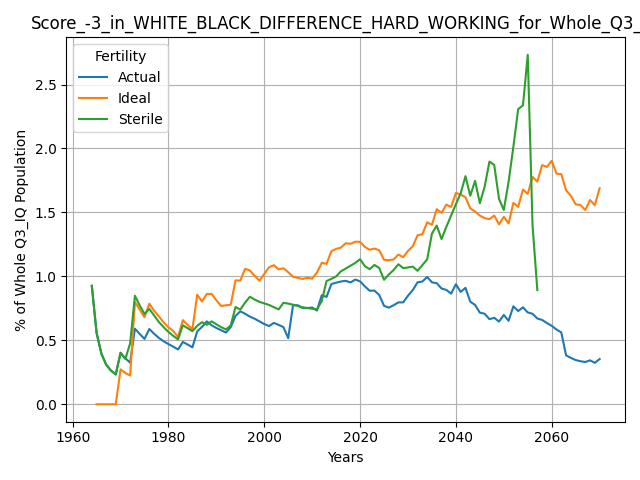 Score_-3_in_WHITE_BLACK_DIFFERENCE_HARD_WORKING_for_Whole_Q3_
Fertility
Actual
Ideal
Sterile
% of Whole Q3_IQ Population
2.5
2.0
1.5
1.0
0.5
0.0
1960 1980 2000 2020 2040 2060
Years